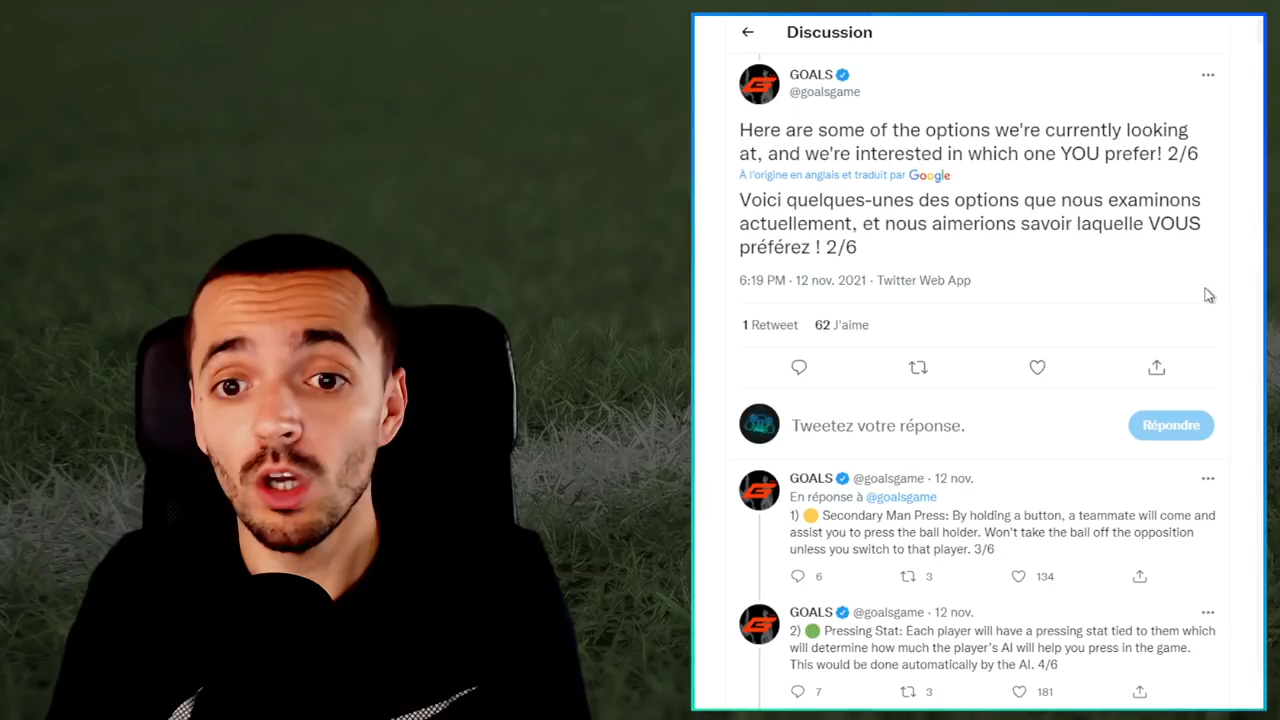 Discussion
GOALS
@goalsgame
Here are some of the options we're currently looking
at, and we're interested in which one YOU prefer! 2/6
À l'origine en anglais et traduit par Google
Voici quelques-unes des options que nous examinons
actuellement, et nous aimerions savoir laquelle VOUS
préférez ! 2/6
6:19 PM · 12 nov. 2021 · Twitter Web App
1 Retweet 62 J'aime
Tweetez votre réponse.
Répondre
GOALS @goalsgame · 12 nov.
En réponse à @goalsgame
1) 🟡 Secondary Man Press: By holding a button, a teammate will come and
assist you to press the ball holder. Won't take the ball off the opposition
unless you switch to that player. 3/6
6 3 134
GOALS @goalsgame · 12 nov.
2) 🟢 Pressing Stat: Each player will have a pressing stat tied to them which
will determine how much the player's AI will help you press in the game.
This would be done automatically by the AI. 4/6
7 3 181